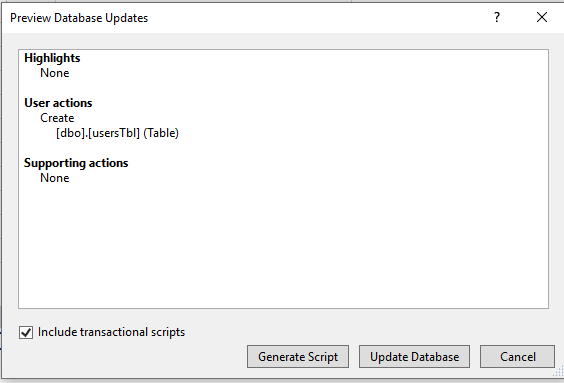 Preview Database Updates
?
Highlights
None
User actions
Create
[dbo].[usersTbl] (Table)
Supporting actions
None
Include transactional scripts
Generate Script
Update Database
Cancel